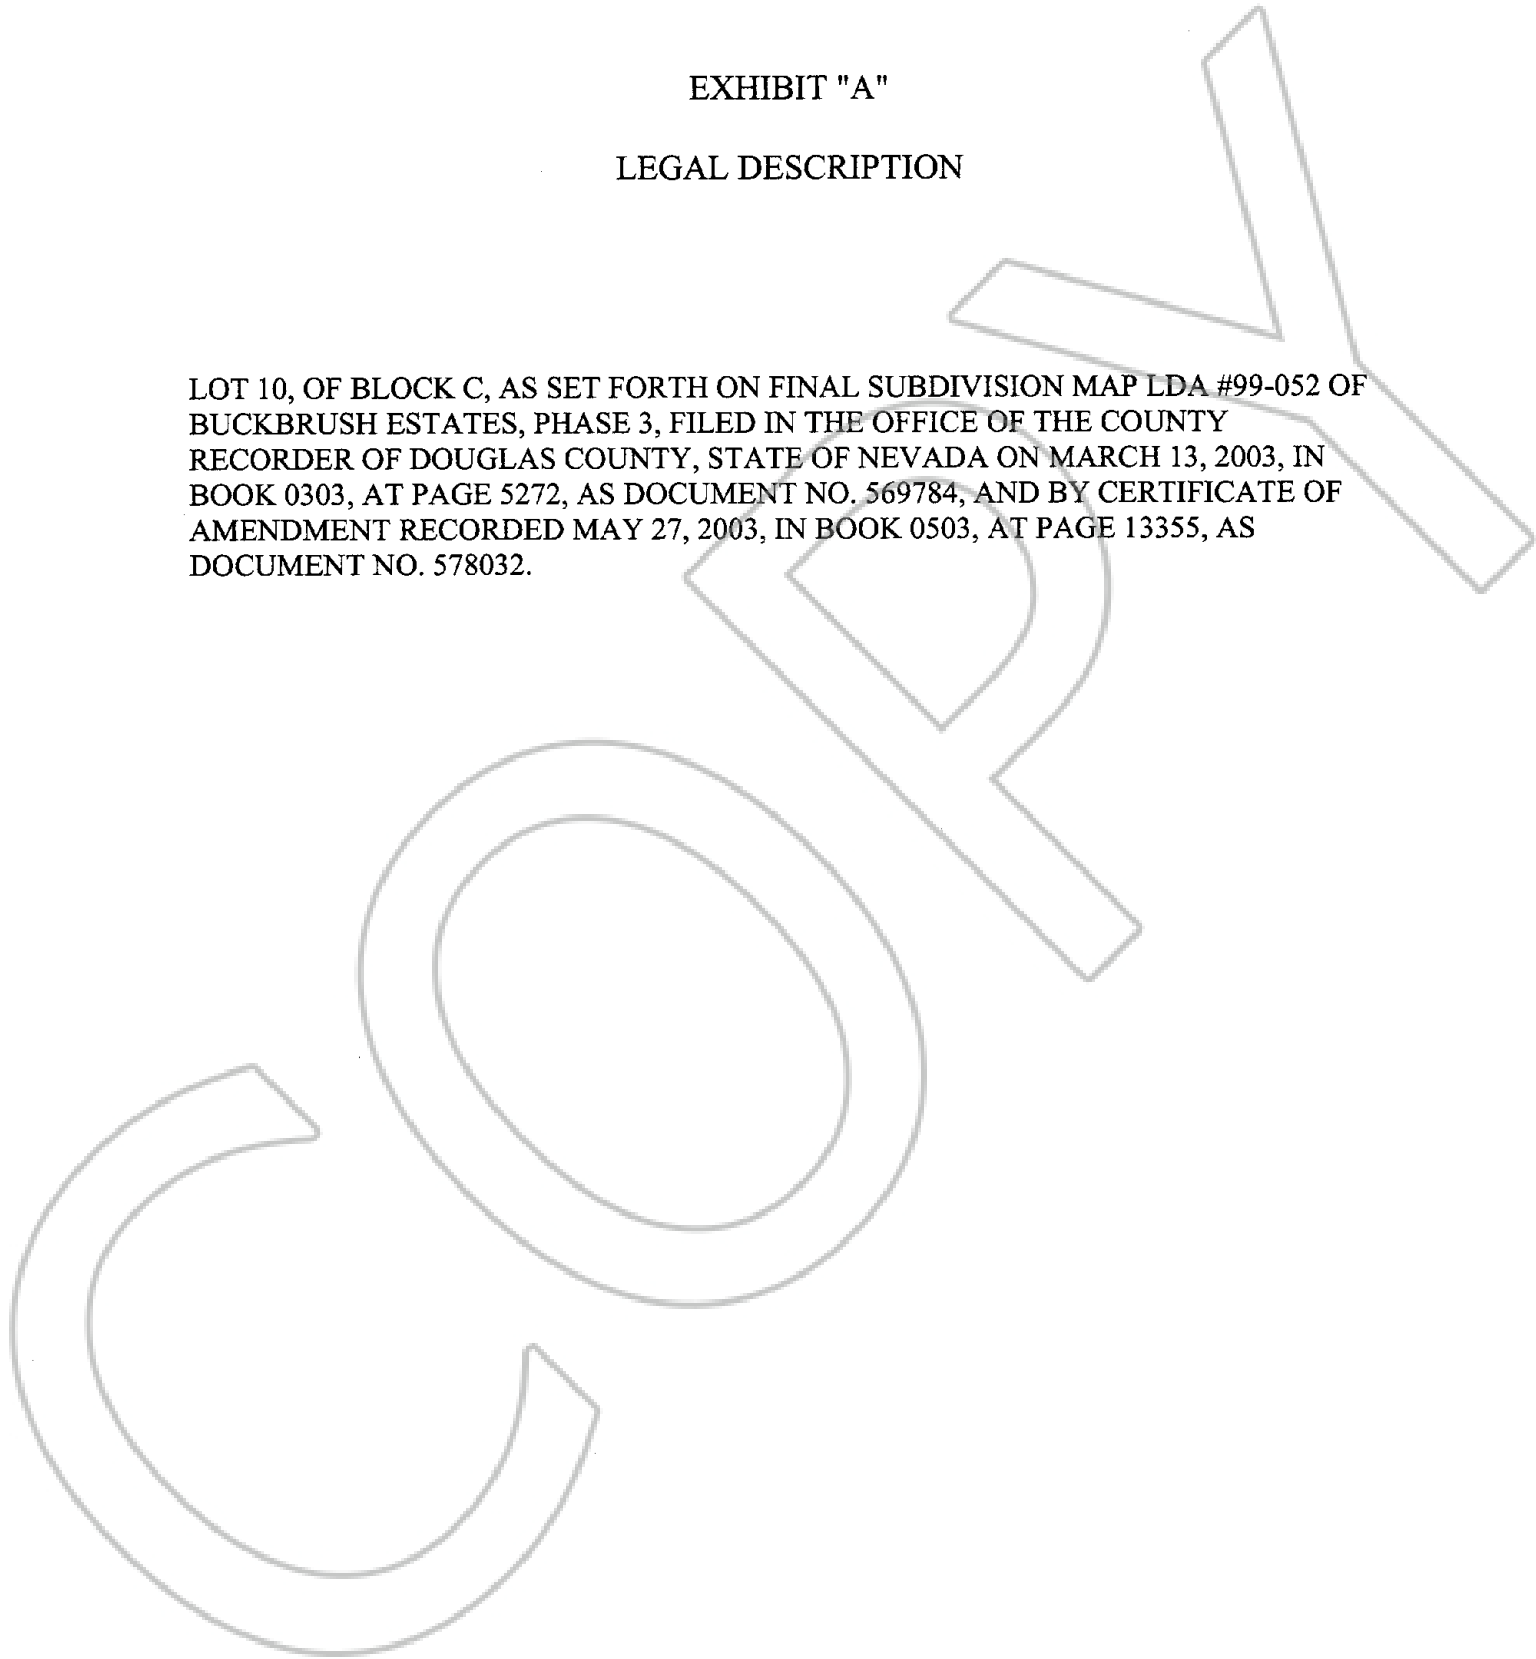 EXHIBIT "A"
LEGAL DESCRIPTION
LOT 10, OF BLOCK C, AS SET FORTH ON FINAL SUBDIVISION MAP LDA #99-052 OF
BUCKBRUSH ESTATES, PHASE 3, FILED IN THE OFFICE OF THE COUNTY
RECORDER OF DOUGLAS COUNTY, STATE OF NEVADA ON MARCH 13, 2003, IN
BOOK 0303, AT PAGE 5272, AS DOCUMENT NO. 569784, AND BY CERTIFICATE OF
AMENDMENT RECORDED MAY 27, 2003, IN BOOK 0503, AT PAGE 13355, AS
DOCUMENT NO. 578032.
COPY